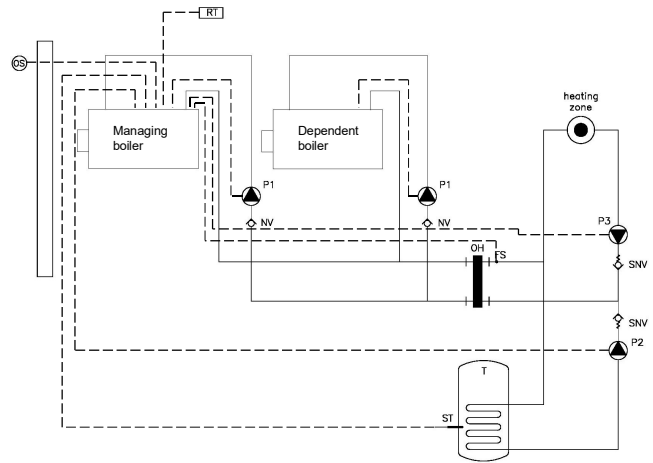 RT
OS
Managing
boiler
Dependent
boiler
heating
zone
P1
P1
NV
NV
P3
OH
FS
SNV
SNV
P2
T
ST